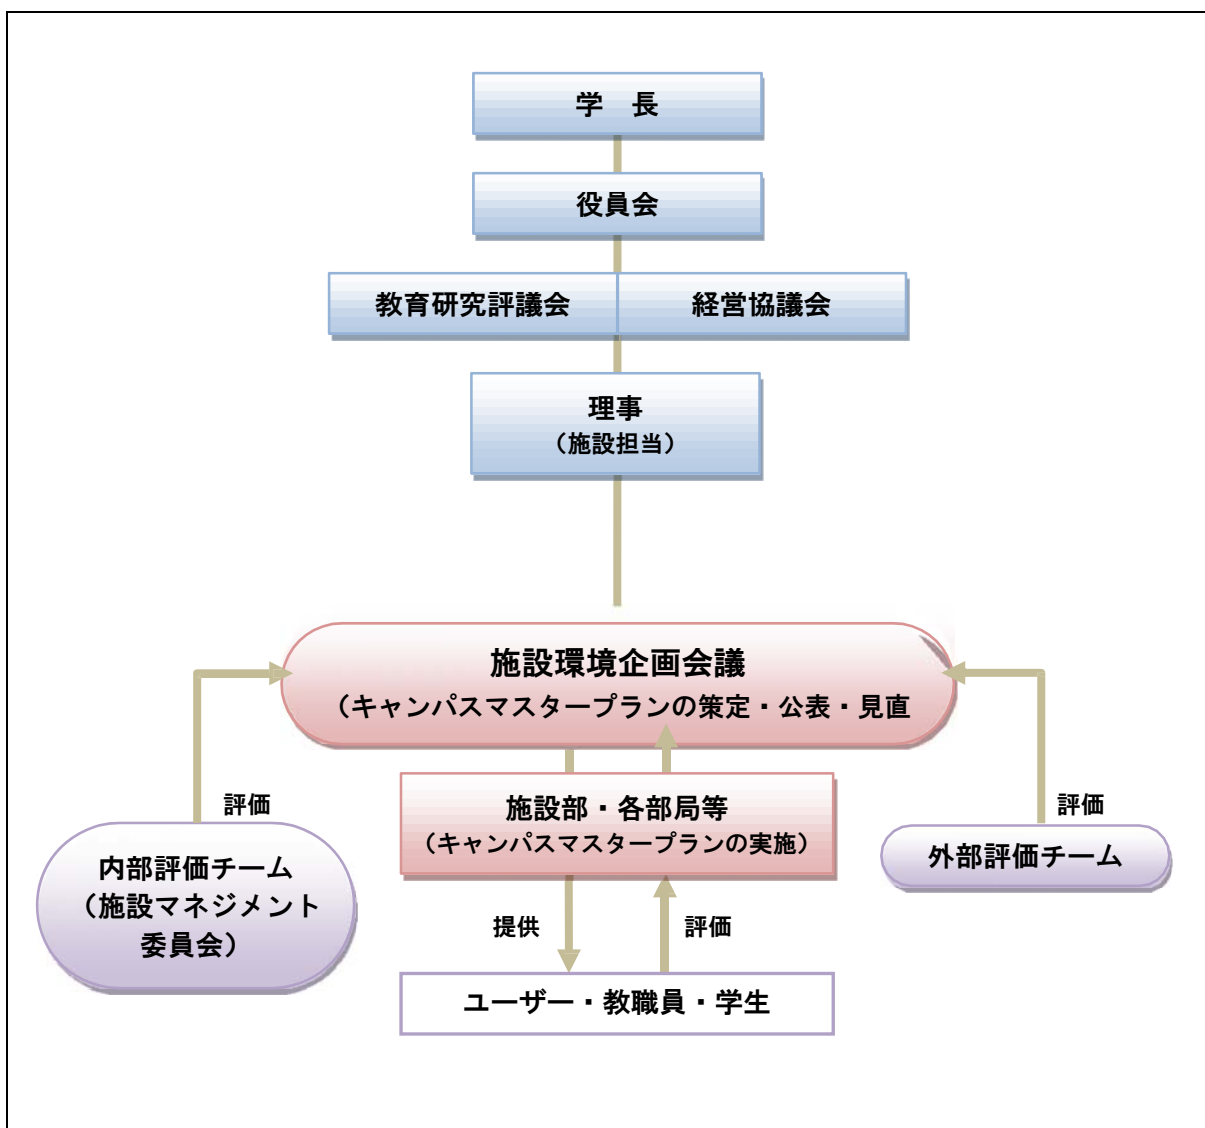 学　長
役員会
教育研究評議会
経営協議会
理事
（施設担当）
施設環境企画会議
（キャンパスマスタープランの策定・公表・見直
評価
施設部・各部局等
（キャンパスマスタープランの実施）
評価
内部評価チーム
（施設マネジメント
委員会）
外部評価チーム
提供
評価
ユーザー・教職員・学生